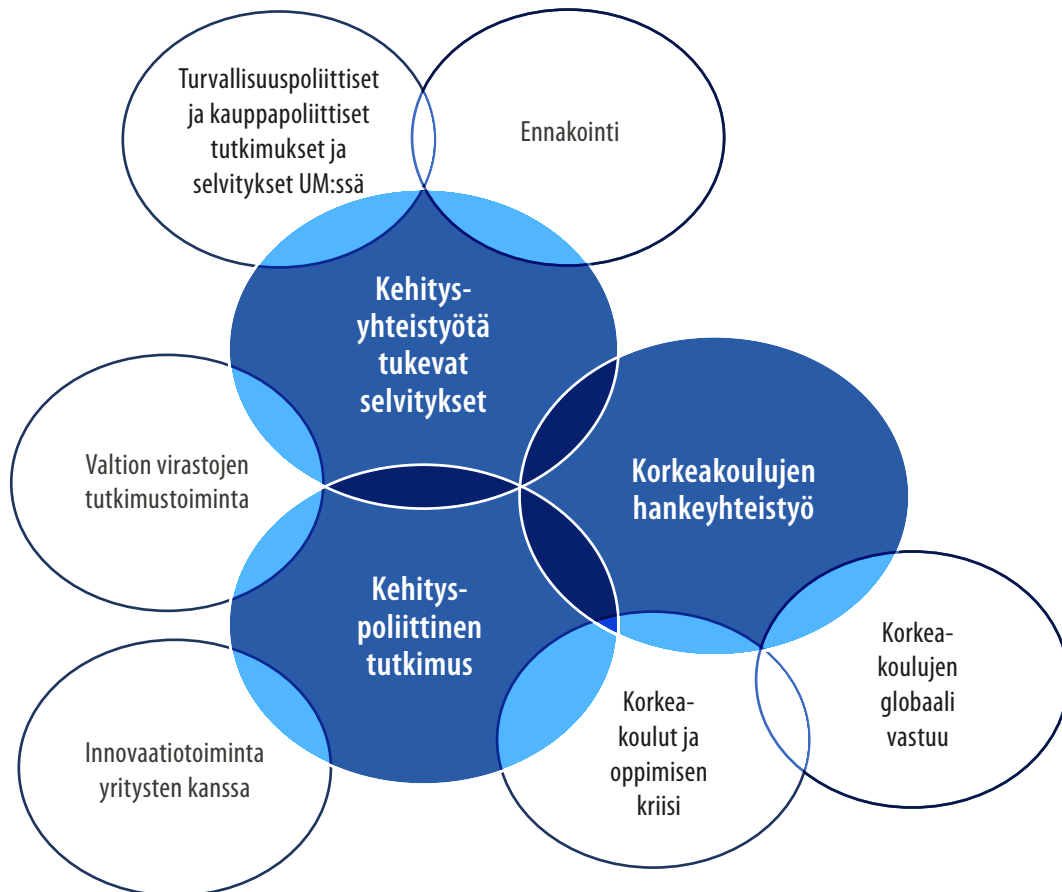 Turvallisuuspoliittiset
ja kauppapoliittiset
tutkimukset ja
selvitykset UM:ssä
Ennakointi
Kehitys-
yhteistyötä
tukevat
selvitykset
Valtion virastojen
tutkimustoiminta
Korkeakoulujen
hankeyhteistyö
Kehitys-
poliittinen
tutkimus
Korkea-
koulujen
globaali
vastuu
Korkea-
koulut ja
oppimisen
kriisi
Innovaatiotoiminta
yritysten kanssa